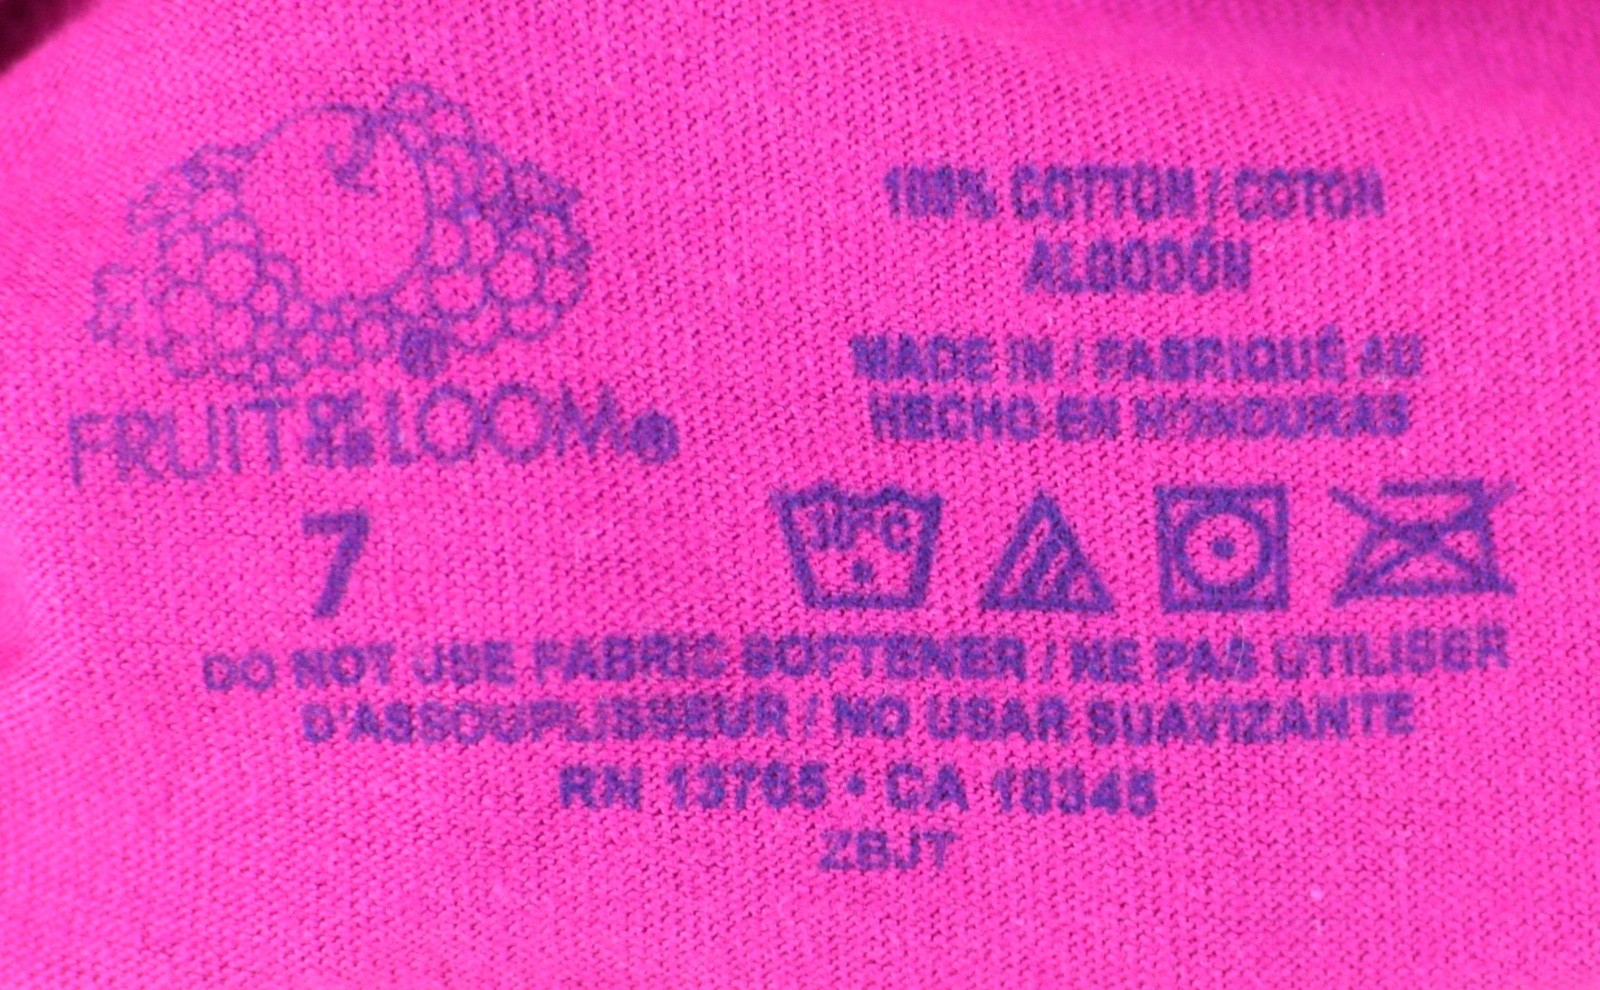 FRUIT OF THE LOOM®
7
100% COTTON / COTON
ALGODÓN
MADE IN / FABRIQUÉ AU
HECHO EN HONDURAS
30°C
DO NOT USE FABRIC SOFTENER / NE PAS UTILISER
D'ASSOUPLISSEUR / NO USAR SUAVIZANTE
RN 13765 • CA 18345
ZBJT